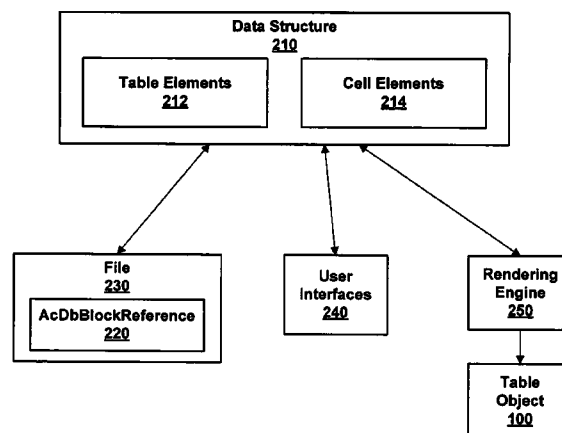 Data Structure
210
Table Elements
212
Cell Elements
214
File
230
AcDbBlockReference
220
User
Interfaces
240
Rendering
Engine
250
Table
Object
100